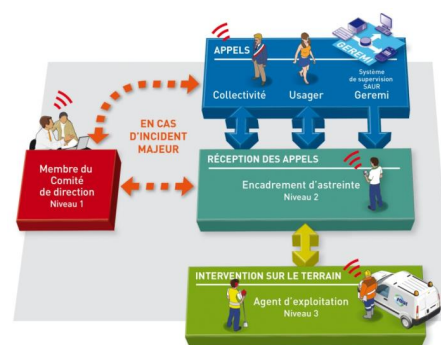 APPELS
GEREMI
Système
de supervision
SAUR
Collectivité
Usager
Geremi
EN CAS
D'INCIDENT
MAJEUR
RÉCEPTION DES APPELS
Encadrement d'astreinte
Niveau 2
Membre du
Comité
de direction
Niveau 1
INTERVENTION SUR LE TERRAIN
Agent d'exploitation
Niveau 3